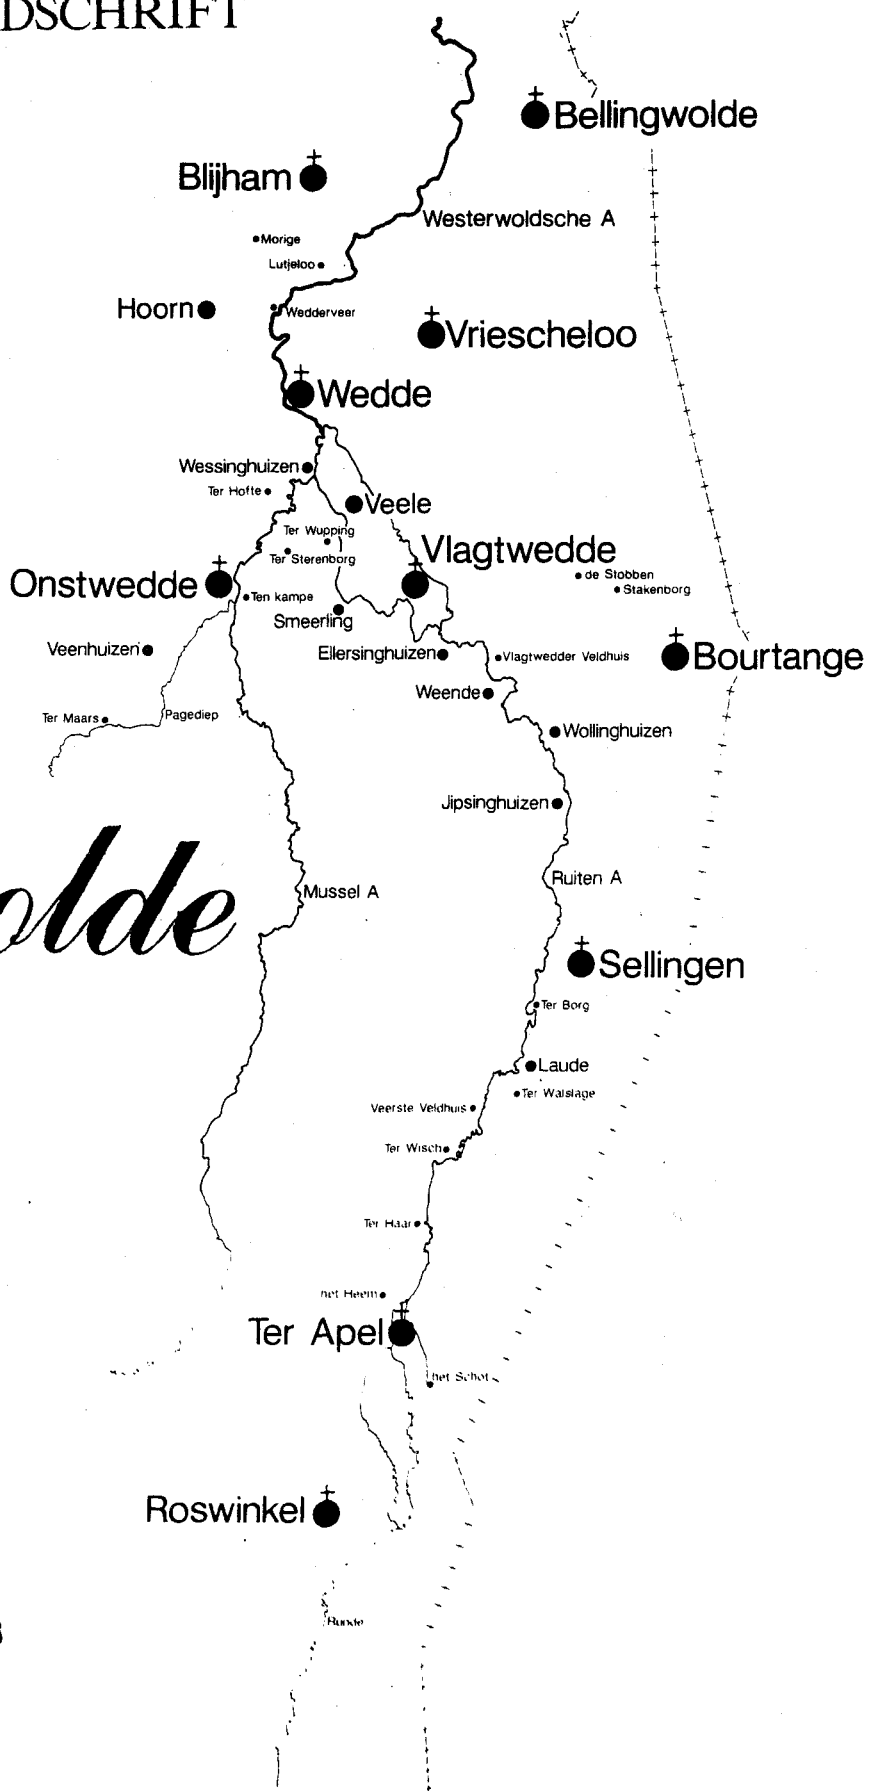 DSCHRIFT
Bellingwolde
Blijham
Westerwoldsche A
Morige
Lutjeloo
Hoorn
Wedderveer
Vriescheloo
Wedde
Wessinghuizen
Ter Hofte
Veele
Ter Wupping
Vlagtwedde
Ter Sterenborg
de Stobben
Onstwedde
Stakenborg
Ten kampe
Smeerling
Veenhuizen
Ellersinghuizen
Vlagtwedder Veldhuis
Bourtange
Weende
Ter Maars
Pagediep
Wollinghuizen
Jipsinghuizen
Ruiten A
Mussel A
olde
Sellingen
Ter Borg
Laude
Ter Walslage
Veerste Veldhuis
Ter Wisch
Ter Haar
het Heem
Ter Apel
het Schot
Roswinkel
Runde